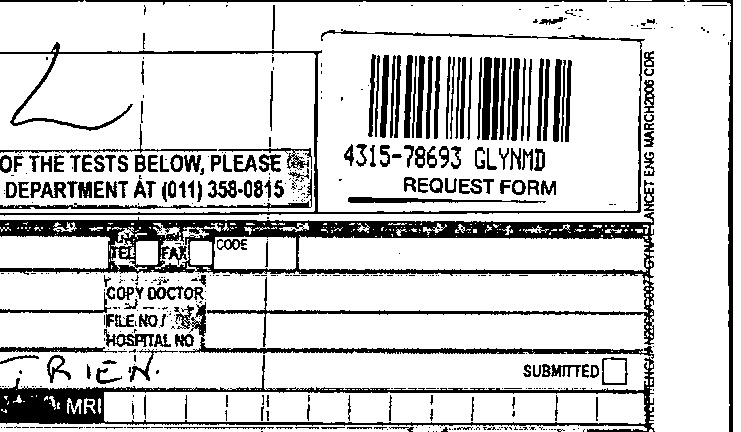 L
OF THE TESTS BELOW, PLEASE
DEPARTMENT AT (011) 358-0815
4315-78693 GLYNMD
REQUEST FORM
TEL FAX CODE
COPY DOCTOR
FILE NO /
HOSPITAL NO
T. RIEN.
SUBMITTED
MRI
LANCET ENG MARCH2006 CDR